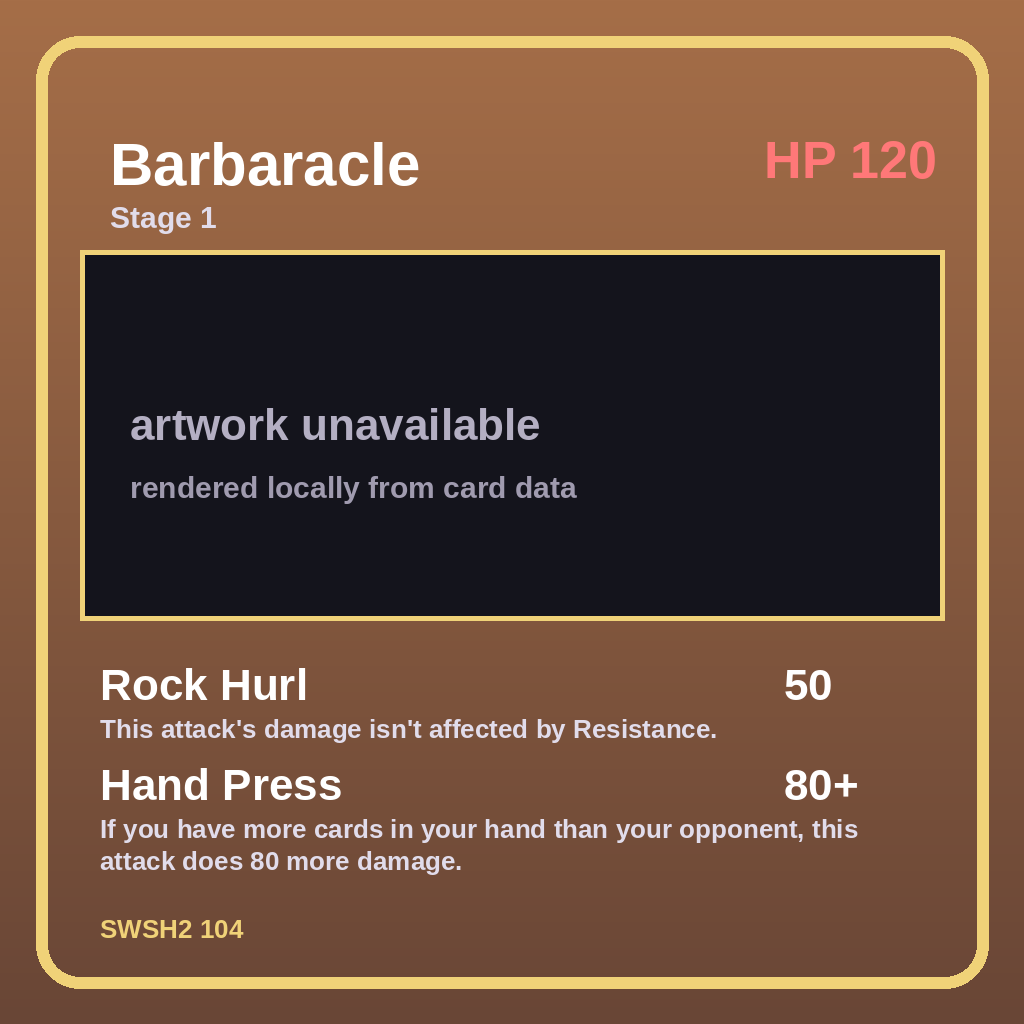 Barbaracle
HP 120
Stage 1
artwork unavailable
rendered locally from card data
Rock Hurl
50
This attack's damage isn't affected by Resistance.
Hand Press
80+
If you have more cards in your hand than your opponent, this
attack does 80 more damage.
SWSH2 104